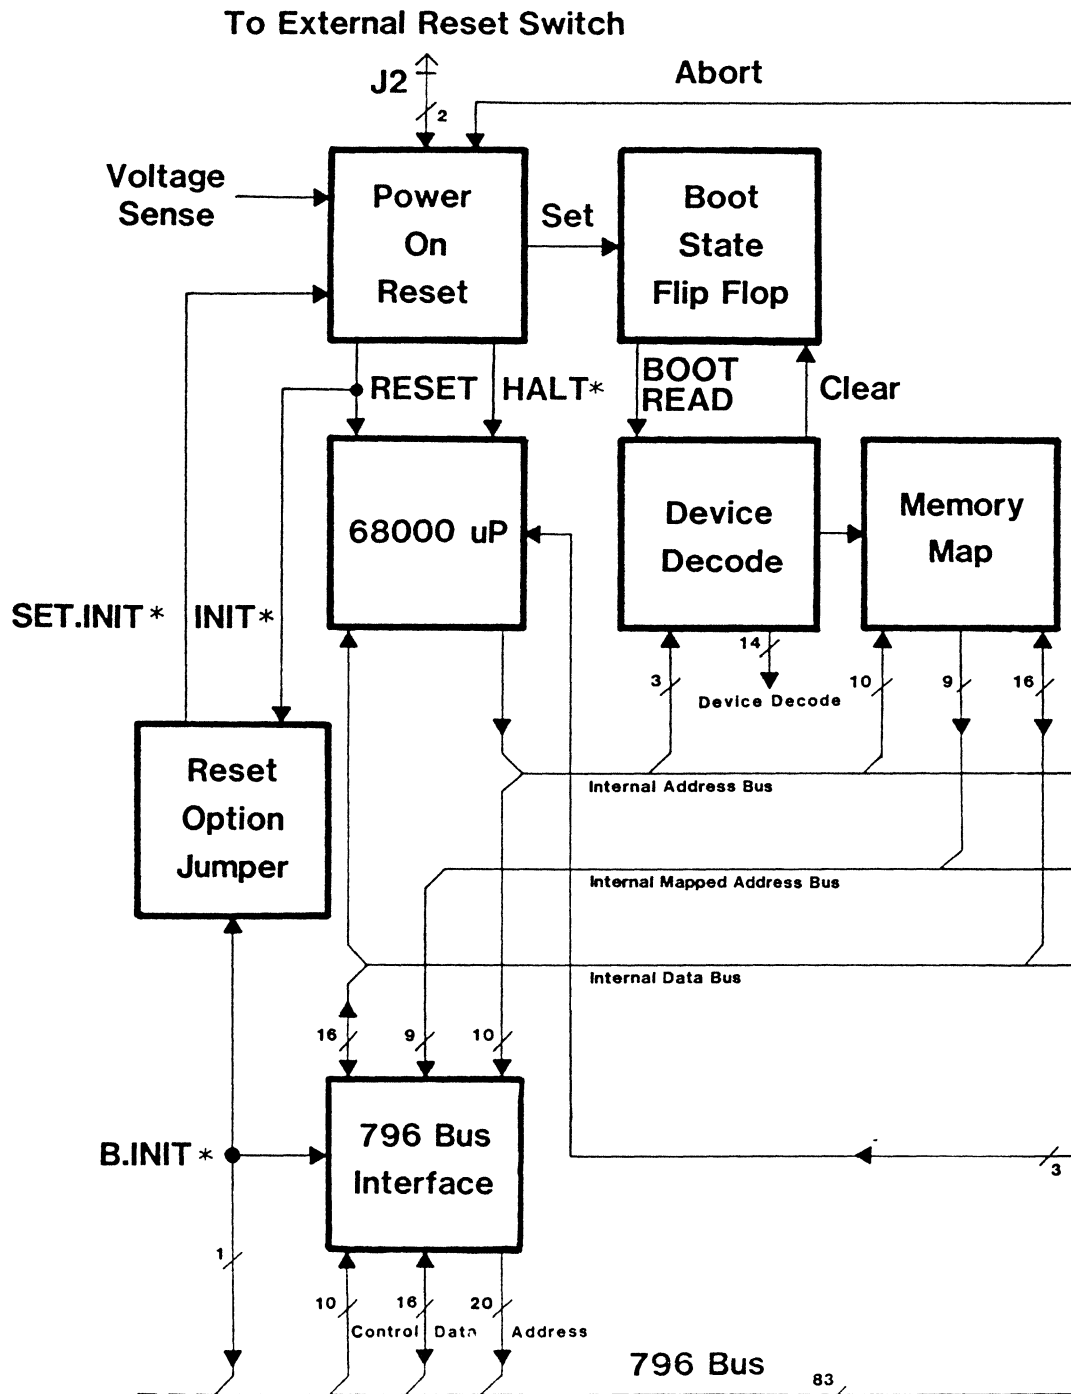 To External Reset Switch
J2
2
Abort
Voltage
Sense
Power
On
Reset
Set
Boot
State
Flip Flop
RESET
HALT*
BOOT
READ
Clear
68000 uP
Device
Decode
Memory
Map
SET.INIT*
INIT*
14
3
Device Decode
10
9
16
Reset
Option
Jumper
Internal Address Bus
Internal Mapped Address Bus
Internal Data Bus
16
9
10
B.INIT*
796 Bus
Interface
3
1
10
16
20
Control
Data
Address
796 Bus
83